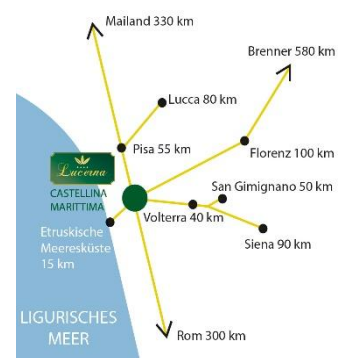 Mailand 330 km
Brenner 580 km
Lucca 80 km
Pisa 55 km
Florenz 100 km
Lucerna
CASTELLINA
MARITTIMA
San Gimignano 50 km
Volterra 40 km
Etruskische
Meeresküste
15 km
Siena 90 km
LIGURISCHES
MEER
Rom 300 km